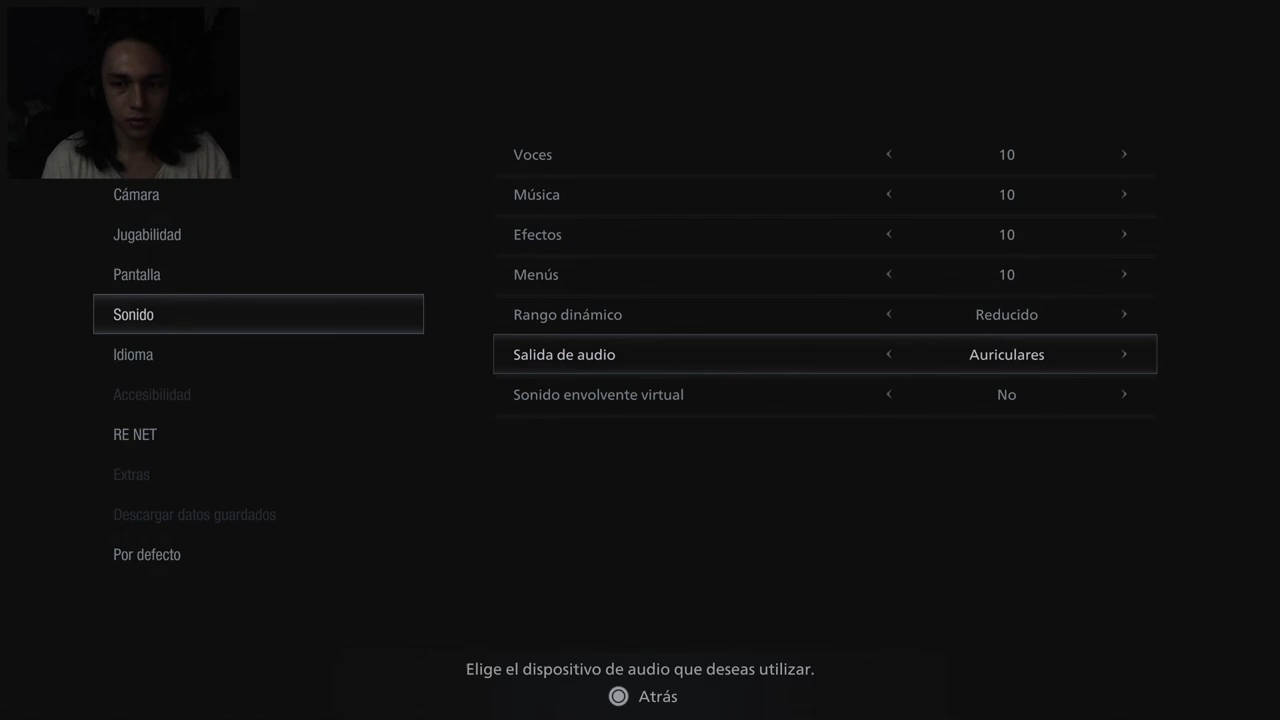 Cámara
Jugabilidad
Pantalla
Sonido
Idioma
Accesibilidad
RE NET
Extras
Descargar datos guardados
Por defecto
Voces 10
Música 10
Efectos 10
Menús 10
Rango dinámico Reducido
Salida de audio Auriculares
Sonido envolvente virtual No
Elige el dispositivo de audio que deseas utilizar.
Atrás